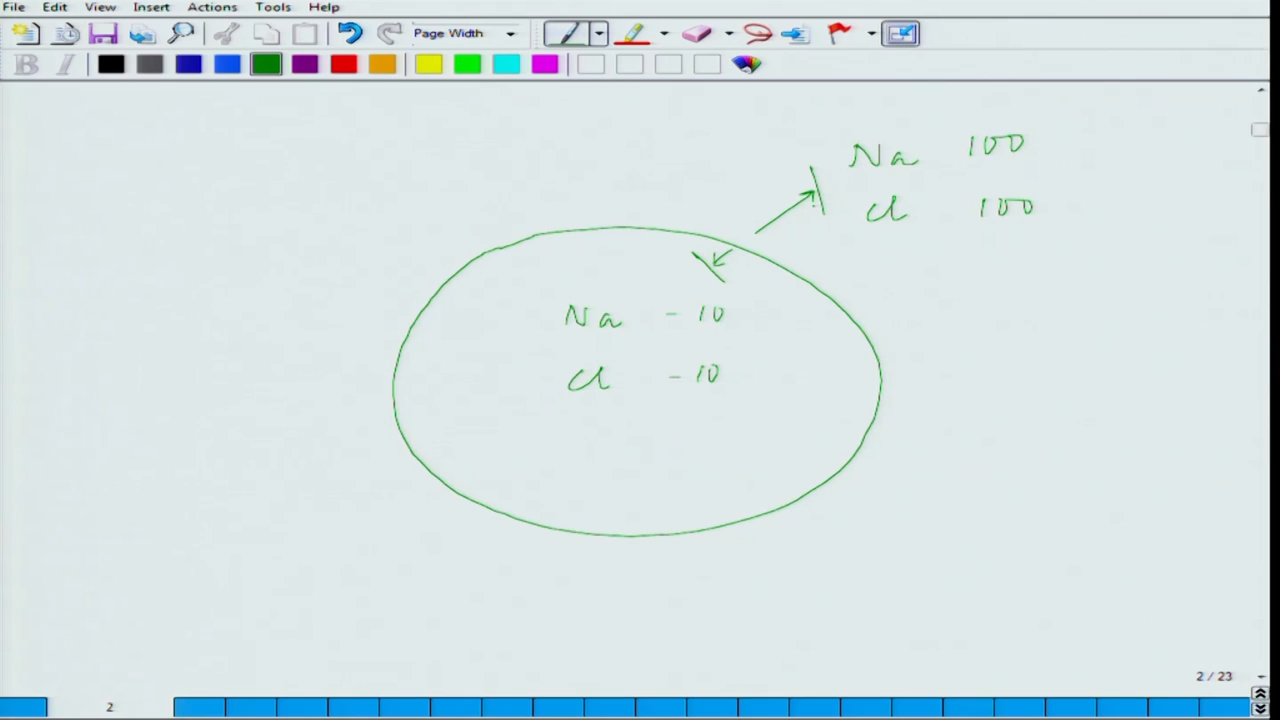 File Edit View Insert Actions Tools Help
Page Width
B I
Na 100
Cl 100
Na - 10
Cl - 10
2 / 23
2